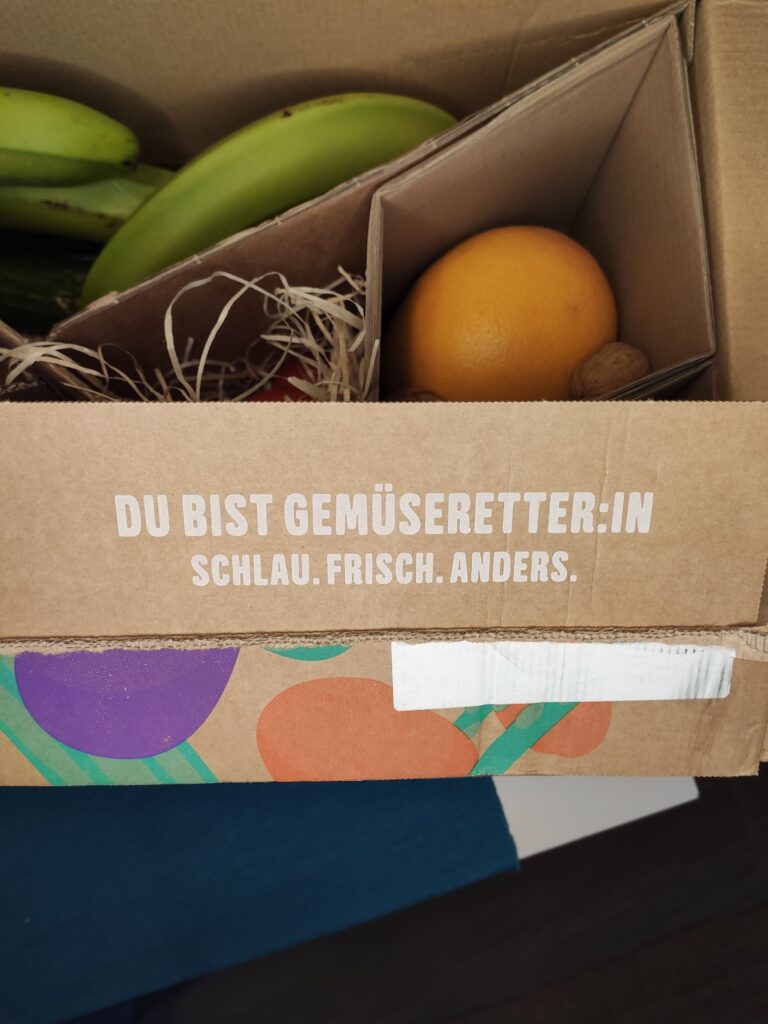 DU BIST GEMÜSERETTER:IN
SCHLAU. FRISCH. ANDERS.